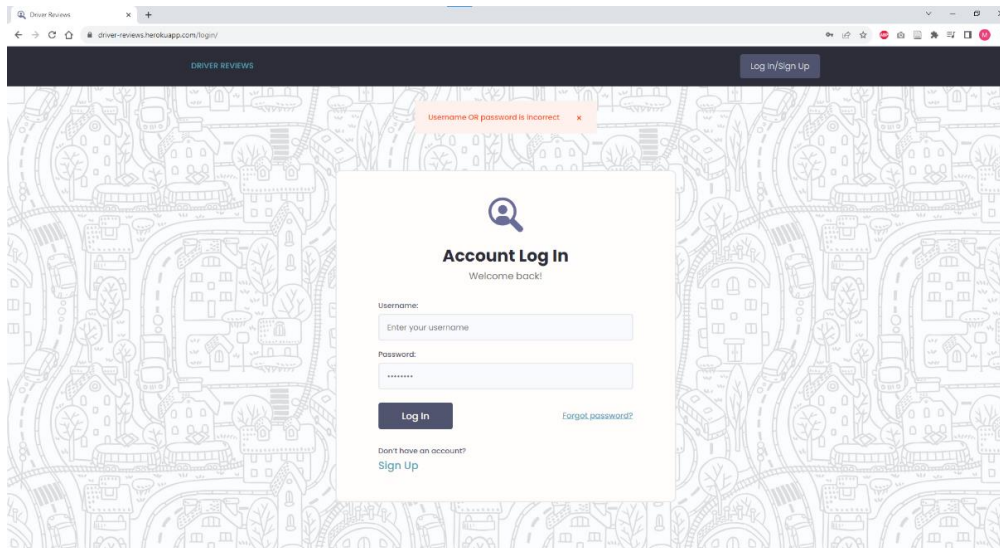 Driver Reviews
driver-reviews.herokuapp.com/login/
DRIVER REVIEWS
Log In/Sign Up
Username OR password is incorrect x
Account Log In
Welcome back!
Username:
Enter your username
Password:
••••••••
Log In
Forgot password?
Don't have an account?
Sign Up